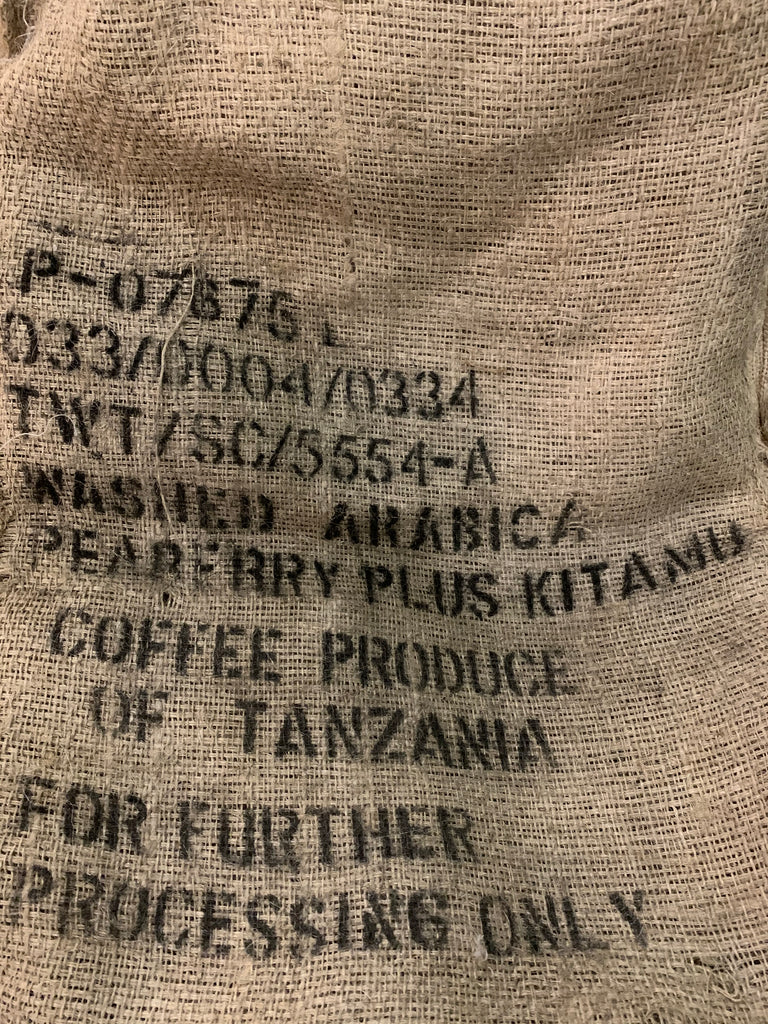 P-07675
033/0004/0334
TWT/SC/5554-A
WASHED ARABICA
PEABERRY PLUS KITAMU
COFFEE PRODUCE
OF TANZANIA
FOR FURTHER
PROCESSING ONLY